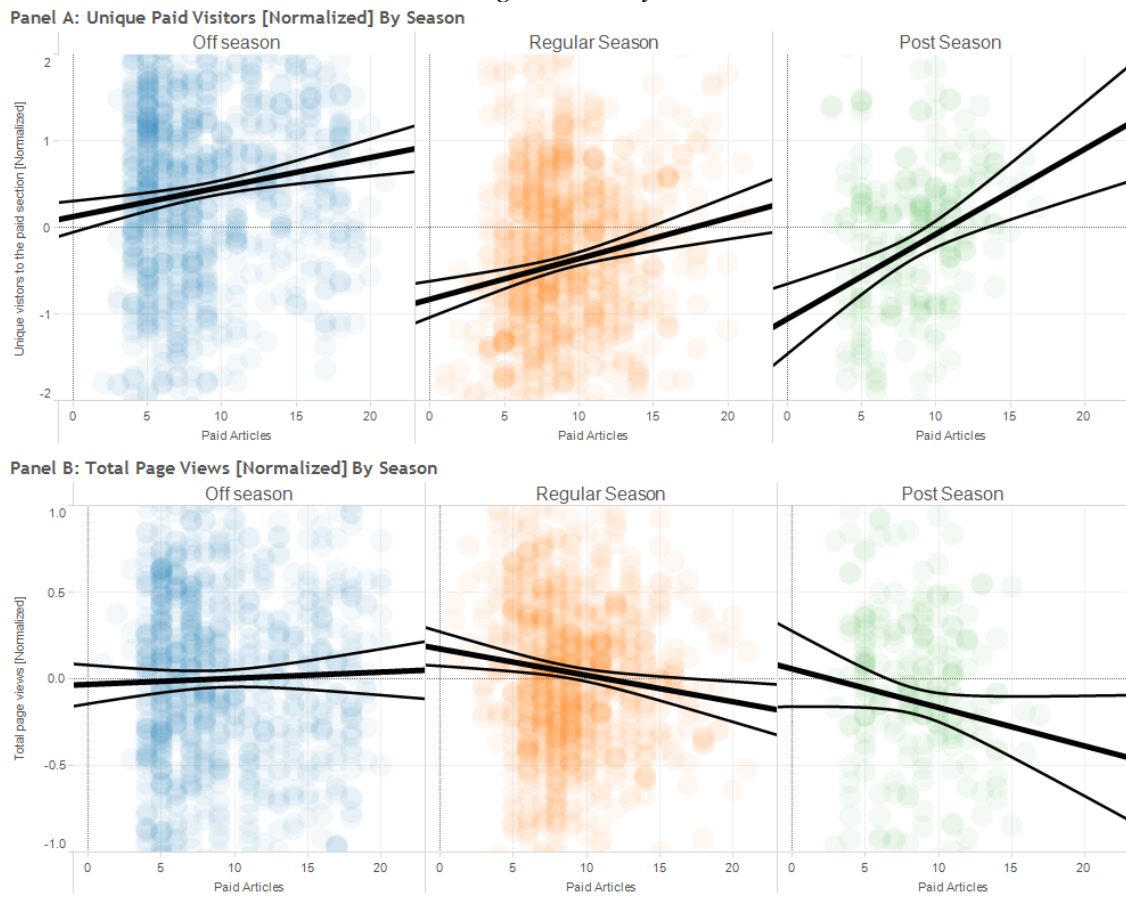 Panel A: Unique Paid Visitors [Normalized] By Season
Off season Regular Season Post Season
Unique vistors to the paid section [Normalized]
2
1
0
-1
-2
0 5 10 15 20 0 5 10 15 20 0 5 10 15 20
Paid Articles Paid Articles Paid Articles
Panel B: Total Page Views [Normalized] By Season
Off season Regular Season Post Season
Total page views [Normalized]
1.0
0.5
0.0
-0.5
-1.0
0 5 10 15 20 0 5 10 15 20 0 5 10 15 20
Paid Articles Paid Articles Paid Articles